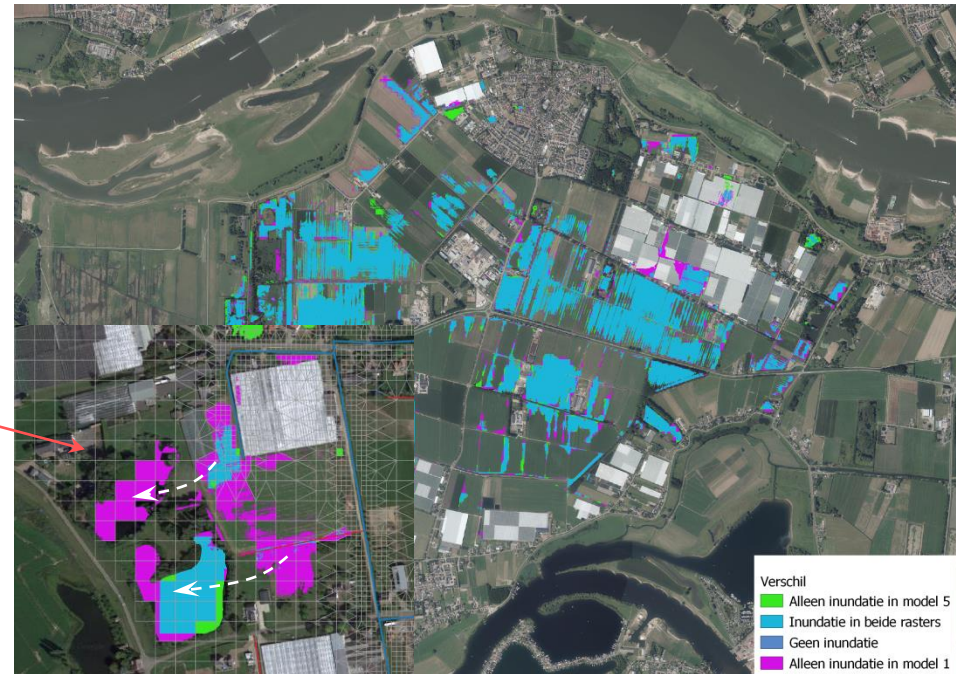 Verschil
Alleen inundatie in model 5
Inundatie in beide rasters
Geen inundatie
Alleen inundatie in model 1